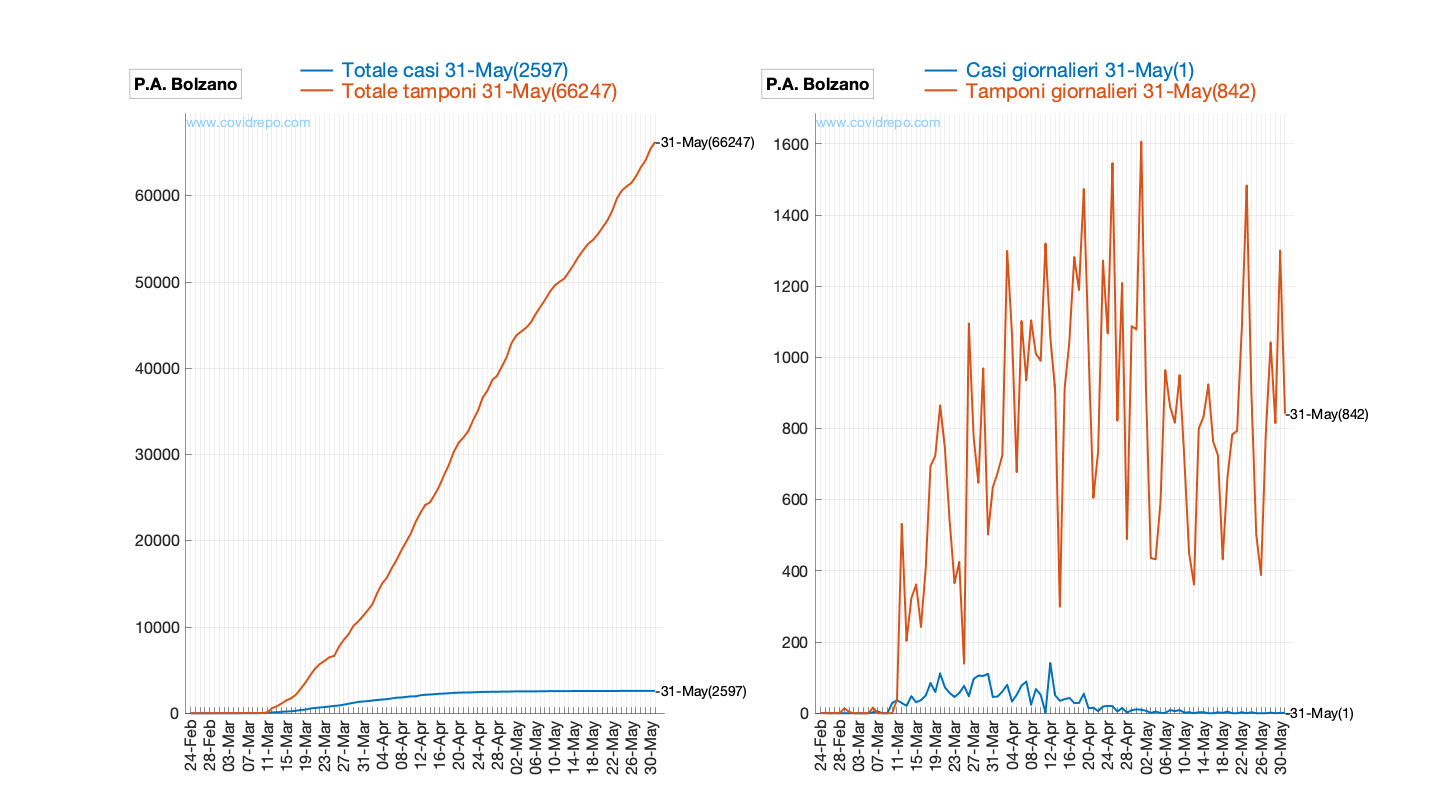 P.A. Bolzano
Totale casi 31-May(2597)
Totale tamponi 31-May(66247)
www.covidrepo.com
31-May(66247)
60000
50000
40000
30000
20000
10000
0
31-May(2597)
24-Feb
28-Feb
03-Mar
07-Mar
11-Mar
15-Mar
19-Mar
23-Mar
27-Mar
31-Mar
04-Apr
08-Apr
12-Apr
16-Apr
20-Apr
24-Apr
28-Apr
02-May
06-May
10-May
14-May
18-May
22-May
26-May
30-May
P.A. Bolzano
Casi giornalieri 31-May(1)
Tamponi giornalieri 31-May(842)
www.covidrepo.com
1600
1400
1200
1000
800
600
400
200
0
31-May(842)
31-May(1)
24-Feb
28-Feb
03-Mar
07-Mar
11-Mar
15-Mar
19-Mar
23-Mar
27-Mar
31-Mar
04-Apr
08-Apr
12-Apr
16-Apr
20-Apr
24-Apr
28-Apr
02-May
06-May
10-May
14-May
18-May
22-May
26-May
30-May